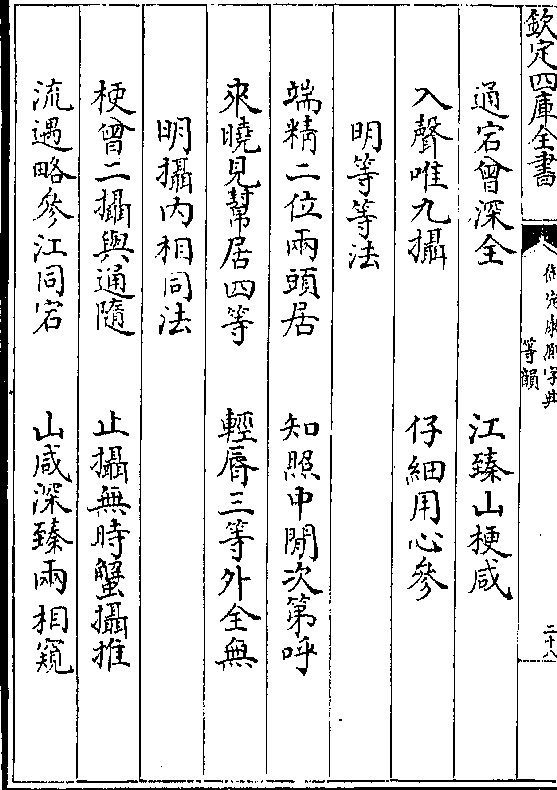 欽定四庫全書
御定康熙字典
等韻
二十八
通宕曾深全　江臻山梗咸
入聲唯九攝　仔細用心參
明等等法
端精二位兩頭居　知照中閒次第呼
來曉見幫居四等　輕脣三等外全無
明攝內相同法
梗曾二攝與通隨　止攝無時蟹攝推
流遇略參江同宕　山咸深臻兩相窺